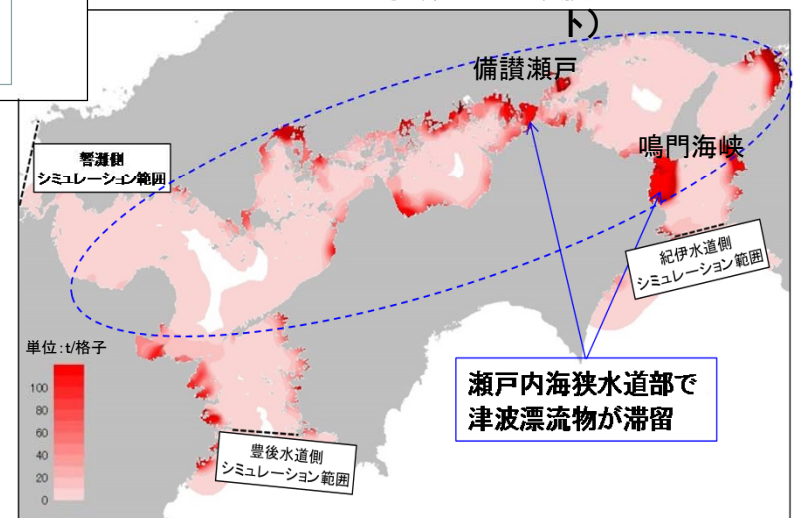 ト）
備讃瀬戸
鳴門海峡
響灘側
シミュレーション範囲
紀伊水道側
シミュレーション範囲
単位:t/格子
100
80
60
40
20
0
瀬戸内海狭水道部で
津波漂流物が滞留
豊後水道側
シミュレーション範囲